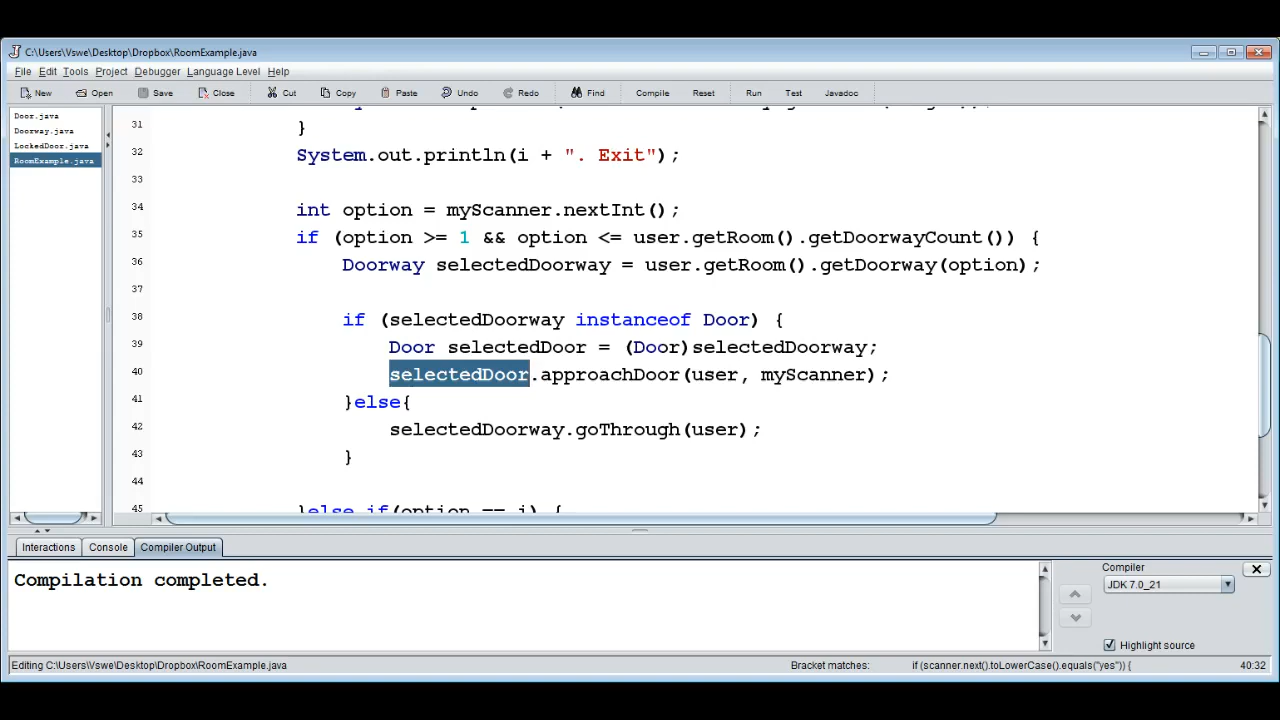 C:\Users\Vswe\Desktop\Dropbox\RoomExample.java
File Edit Tools Project Debugger Language Level Help
New Open Save Close Cut Copy Paste Undo Redo Find Compile Reset Run Test Javadoc
Door.java
Doorway.java
LockedDoor.java
RoomExample.java
31 }
32 System.out.println(i + ". Exit");
33
34 int option = myScanner.nextInt();
35 if (option >= 1 && option <= user.getRoom().getDoorwayCount()) {
36 Doorway selectedDoorway = user.getRoom().getDoorway(option);
37
38 if (selectedDoorway instanceof Door) {
39 Door selectedDoor = (Door)selectedDoorway;
40 selectedDoor.approachDoor(user, myScanner);
41 }else{
42 selectedDoorway.goThrough(user);
43 }
44
45 }else if(option == i) {
Interactions Console Compiler Output
Compilation completed.
Compiler
JDK 7.0_21
Highlight source
Editing C:\Users\Vswe\Desktop\Dropbox\RoomExample.java Bracket matches: if (scanner.next().toLowerCase().equals("yes")) { 40:32